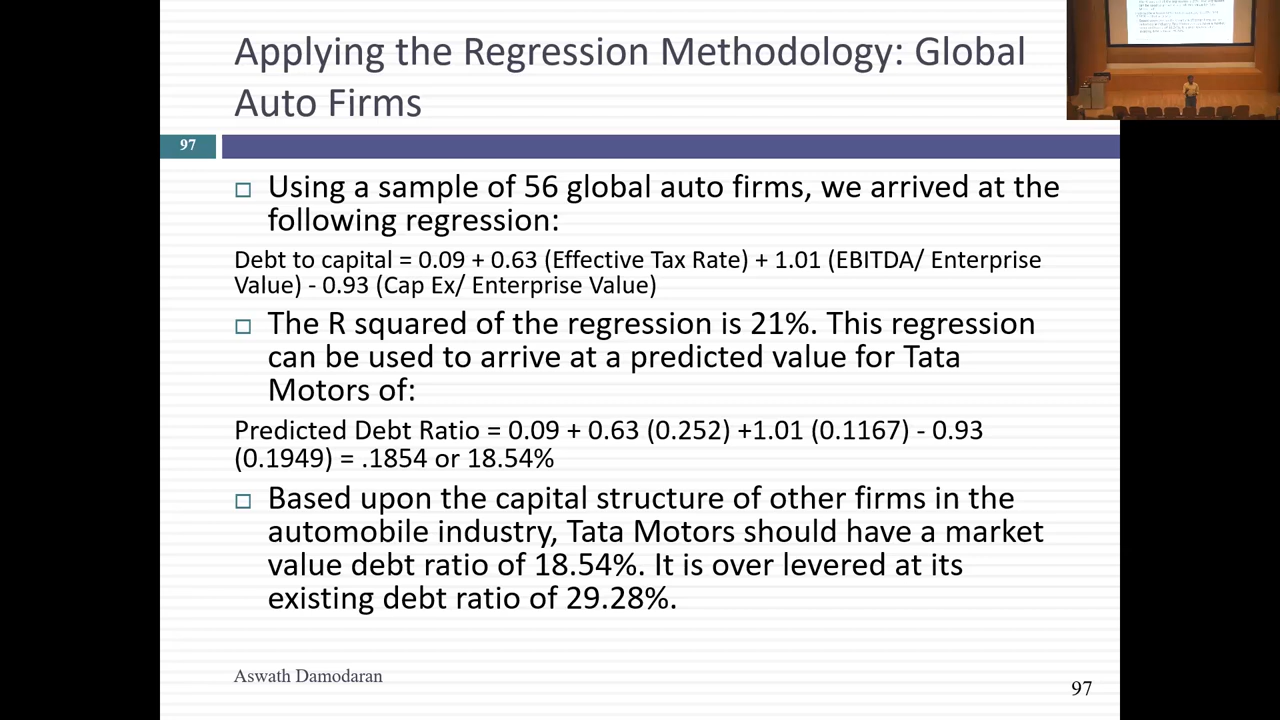 Applying the Regression Methodology: Global
Auto Firms
97
□ Using a sample of 56 global auto firms, we arrived at the
following regression:
Debt to capital = 0.09 + 0.63 (Effective Tax Rate) + 1.01 (EBITDA/ Enterprise
Value) - 0.93 (Cap Ex/ Enterprise Value)
□ The R squared of the regression is 21%. This regression
can be used to arrive at a predicted value for Tata
Motors of:
Predicted Debt Ratio = 0.09 + 0.63 (0.252) +1.01 (0.1167) - 0.93
(0.1949) = .1854 or 18.54%
□ Based upon the capital structure of other firms in the
automobile industry, Tata Motors should have a market
value debt ratio of 18.54%. It is over levered at its
existing debt ratio of 29.28%.
Aswath Damodaran
97